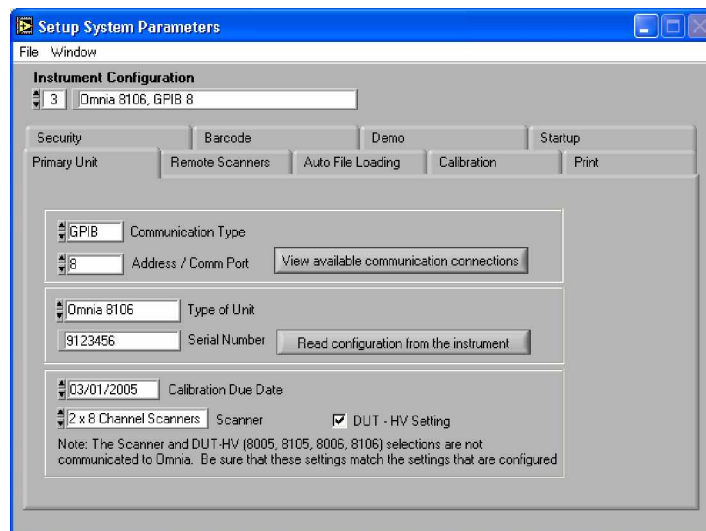 Setup System Parameters
File Window
Instrument Configuration
3 Omnia 8106, GPIB 8
Security Barcode Demo Startup
Primary Unit Remote Scanners Auto File Loading Calibration Print
GPIB Communication Type
8 Address / Comm Port View available communication connections
Omnia 8106 Type of Unit
9123456 Serial Number Read configuration from the instrument
03/01/2005 Calibration Due Date
2 x 8 Channel Scanners Scanner DUT - HV Setting
Note: The Scanner and DUT-HV (8005, 8105, 8006, 8106) selections are not
communicated to Omnia. Be sure that these settings match the settings that are configured